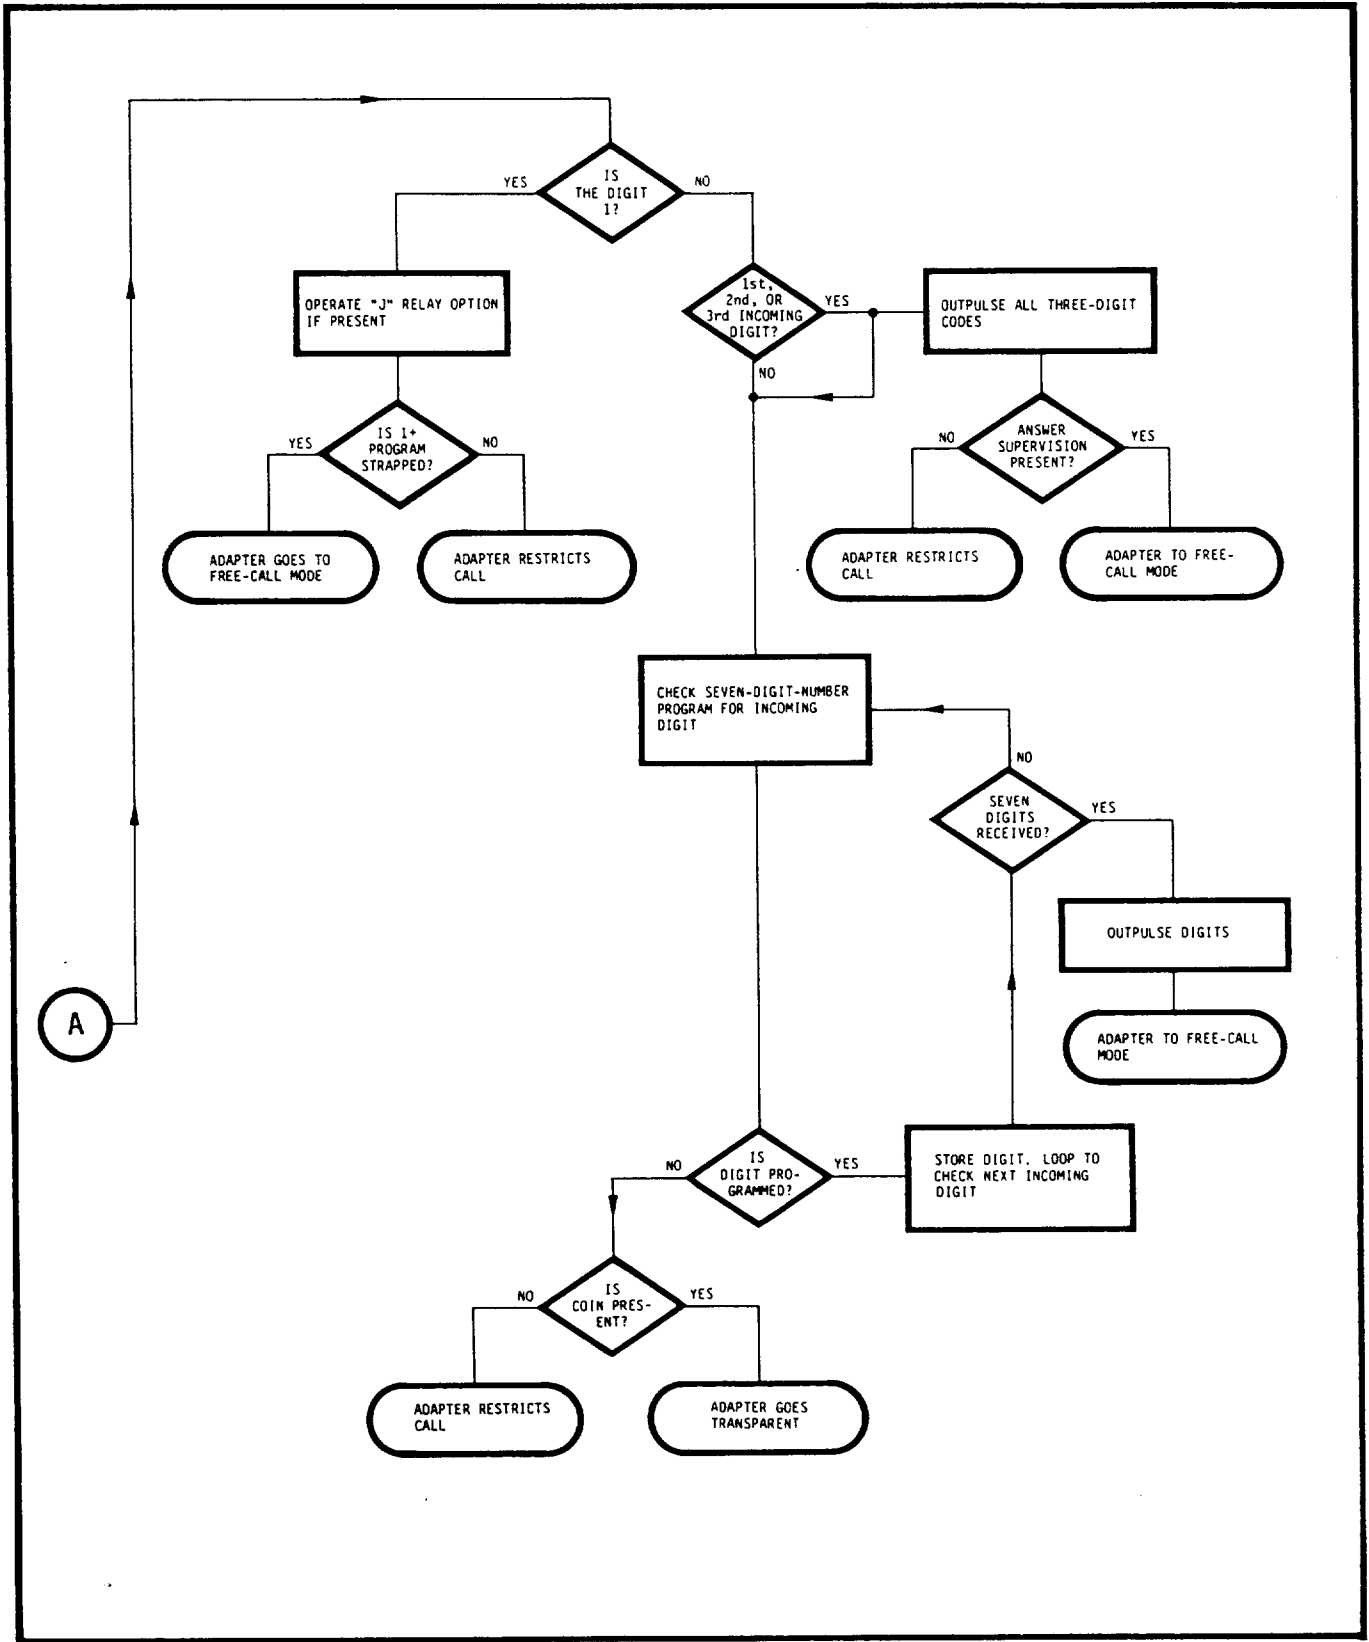 IS
THE DIGIT
1?
YES
NO
OPERATE "J" RELAY OPTION
IF PRESENT
1st,
2nd, OR
3rd INCOMING
DIGIT?
YES
NO
OUTPULSE ALL THREE-DIGIT
CODES
IS 1+
PROGRAM
STRAPPED?
YES
NO
ANSWER
SUPERVISION
PRESENT?
NO
YES
ADAPTER GOES TO
FREE-CALL MODE
ADAPTER RESTRICTS
CALL
ADAPTER RESTRICTS
CALL
ADAPTER TO FREE-
CALL MODE
CHECK SEVEN-DIGIT-NUMBER
PROGRAM FOR INCOMING
DIGIT
NO
SEVEN
DIGITS
RECEIVED?
YES
OUTPULSE DIGITS
A
ADAPTER TO FREE-CALL
MODE
IS
DIGIT PRO-
GRAMMED?
NO
YES
STORE DIGIT. LOOP TO
CHECK NEXT INCOMING
DIGIT
IS
COIN PRES-
ENT?
NO
YES
ADAPTER RESTRICTS
CALL
ADAPTER GOES
TRANSPARENT